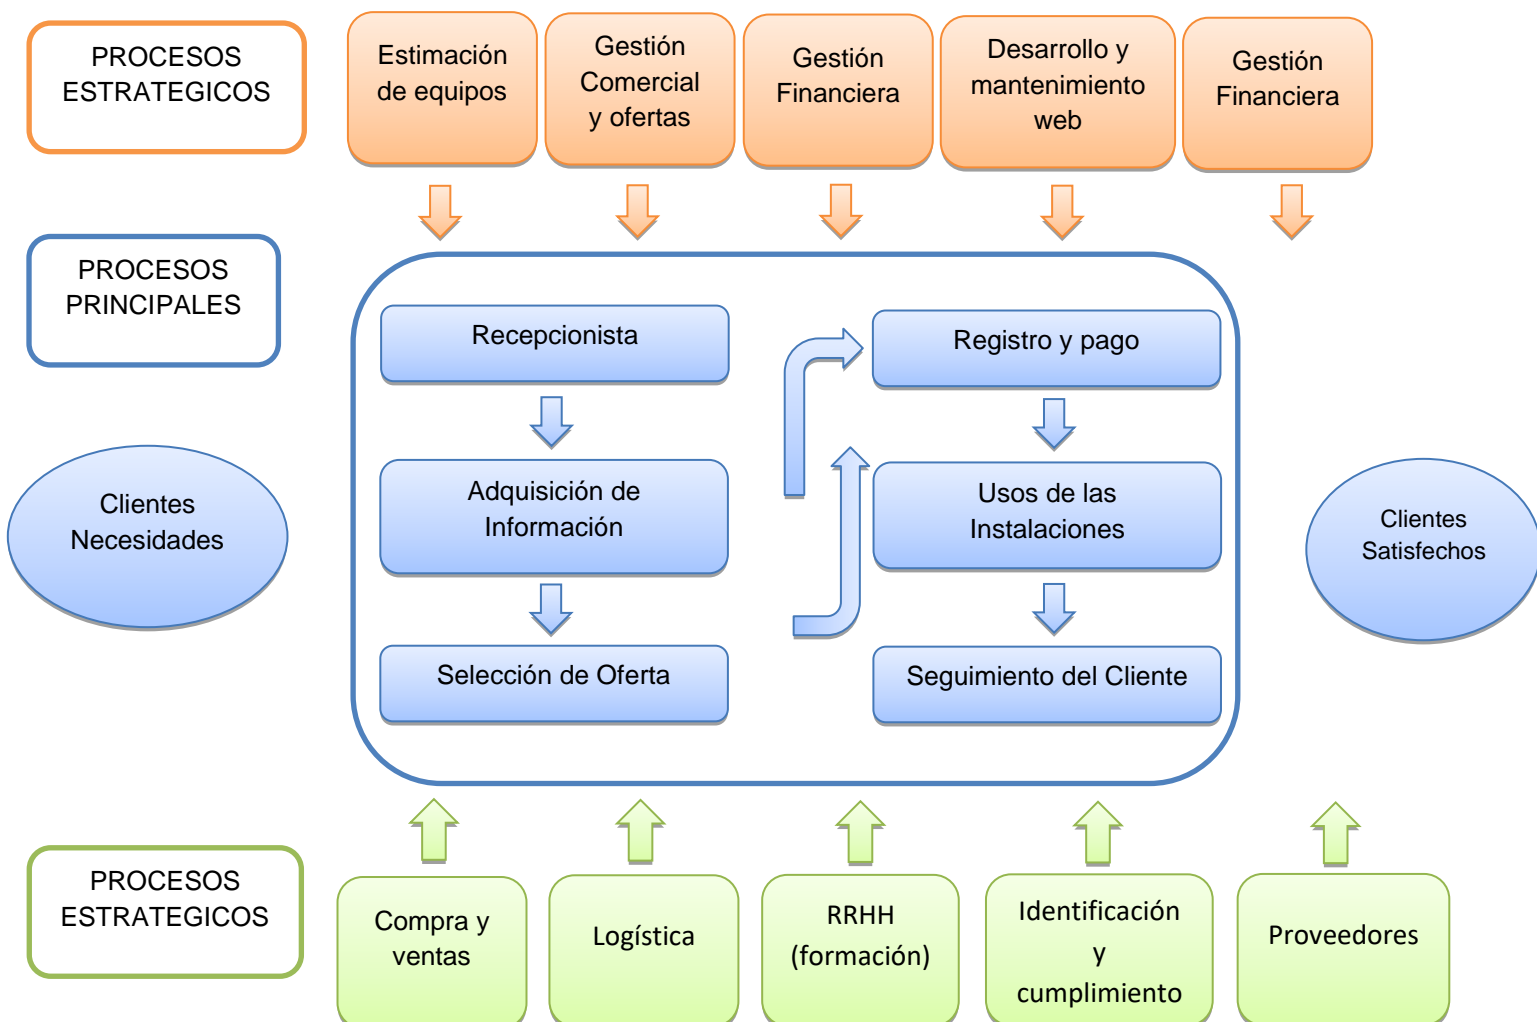 PROCESOS
ESTRATEGICOS
Estimación
de equipos
Gestión
Comercial
y ofertas
Gestión
Financiera
Desarrollo y
mantenimiento
web
Gestión
Financiera
PROCESOS
PRINCIPALES
Recepcionista
Registro y pago
Clientes
Necesidades
Adquisición de
Información
Usos de las
Instalaciones
Clientes
Satisfechos
Selección de Oferta
Seguimiento del Cliente
PROCESOS
ESTRATEGICOS
Compra y
ventas
Logística
RRHH
(formación)
Identificación
y
cumplimiento
Proveedores